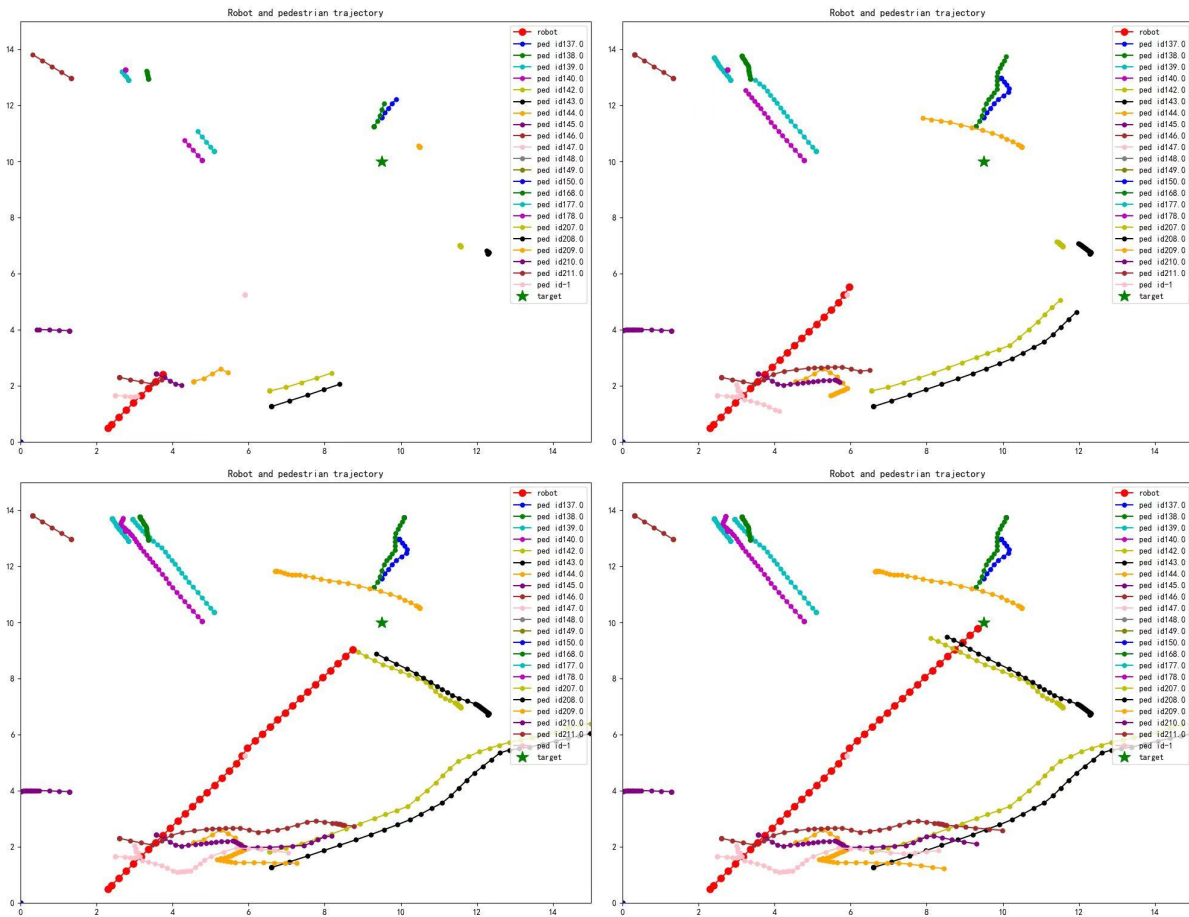 Robot and pedestrian trajectory
14
12
10
8
6
4
2
0
0
2
4
6
8
10
12
14
robot
ped id137.0
ped id138.0
ped id139.0
ped id140.0
ped id142.0
ped id143.0
ped id144.0
ped id145.0
ped id146.0
ped id147.0
ped id148.0
ped id149.0
ped id150.0
ped id168.0
ped id177.0
ped id178.0
ped id207.0
ped id208.0
ped id209.0
ped id210.0
ped id211.0
ped id-1
target
Robot and pedestrian trajectory
14
12
10
8
6
4
2
0
0
2
4
6
8
10
12
14
robot
ped id137.0
ped id138.0
ped id139.0
ped id140.0
ped id142.0
ped id143.0
ped id144.0
ped id145.0
ped id146.0
ped id147.0
ped id148.0
ped id149.0
ped id150.0
ped id168.0
ped id177.0
ped id178.0
ped id207.0
ped id208.0
ped id209.0
ped id210.0
ped id211.0
ped id-1
target
Robot and pedestrian trajectory
14
12
10
8
6
4
2
0
0
2
4
6
8
10
12
14
robot
ped id137.0
ped id138.0
ped id139.0
ped id140.0
ped id142.0
ped id143.0
ped id144.0
ped id145.0
ped id146.0
ped id147.0
ped id148.0
ped id149.0
ped id150.0
ped id168.0
ped id177.0
ped id178.0
ped id207.0
ped id208.0
ped id209.0
ped id210.0
ped id211.0
ped id-1
target
Robot and pedestrian trajectory
14
12
10
8
6
4
2
0
0
2
4
6
8
10
12
14
robot
ped id137.0
ped id138.0
ped id139.0
ped id140.0
ped id142.0
ped id143.0
ped id144.0
ped id145.0
ped id146.0
ped id147.0
ped id148.0
ped id149.0
ped id150.0
ped id168.0
ped id177.0
ped id178.0
ped id207.0
ped id208.0
ped id209.0
ped id210.0
ped id211.0
ped id-1
target